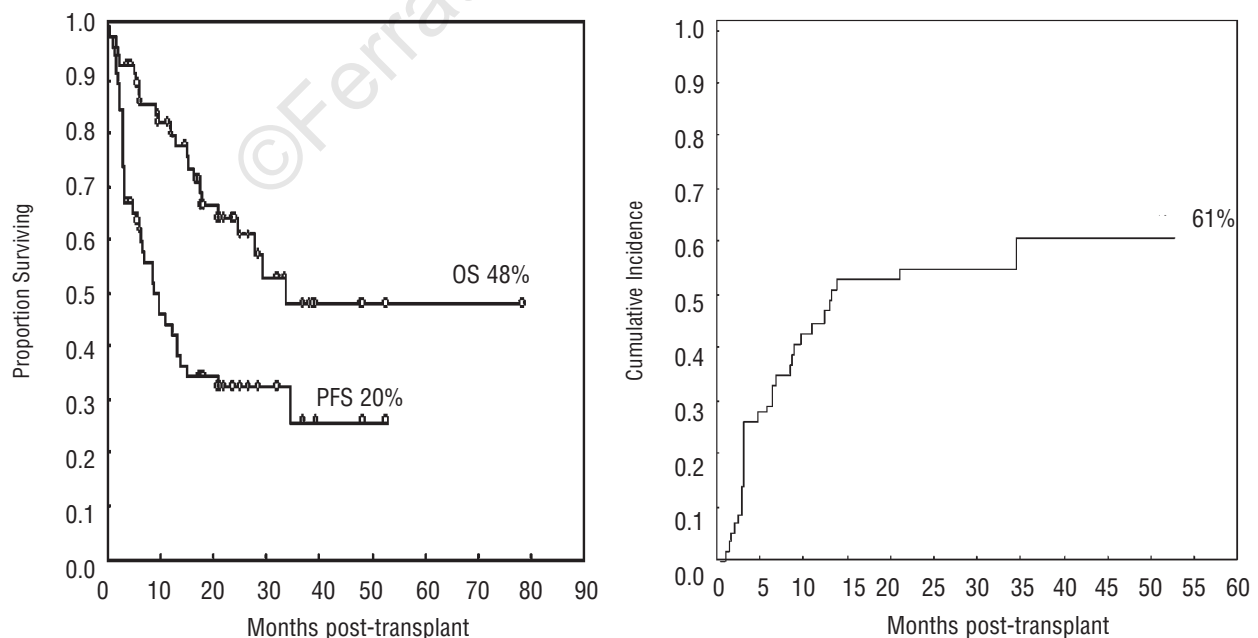 ©Ferra
1.0
0.9
0.8
0.7
0.6
0.5
0.4
0.3
0.2
0.1
0.0
Proportion Surviving
OS 48%
PFS 20%
0 10 20 30 40 50 60 70 80 90
Months post-transplant
1.0
0.9
0.8
0.7
0.6
0.5
0.4
0.3
0.2
0.1
0.0
Cumulative Incidence
61%
0 5 10 15 20 25 30 35 40 45 50 55 60
Months post-transplant